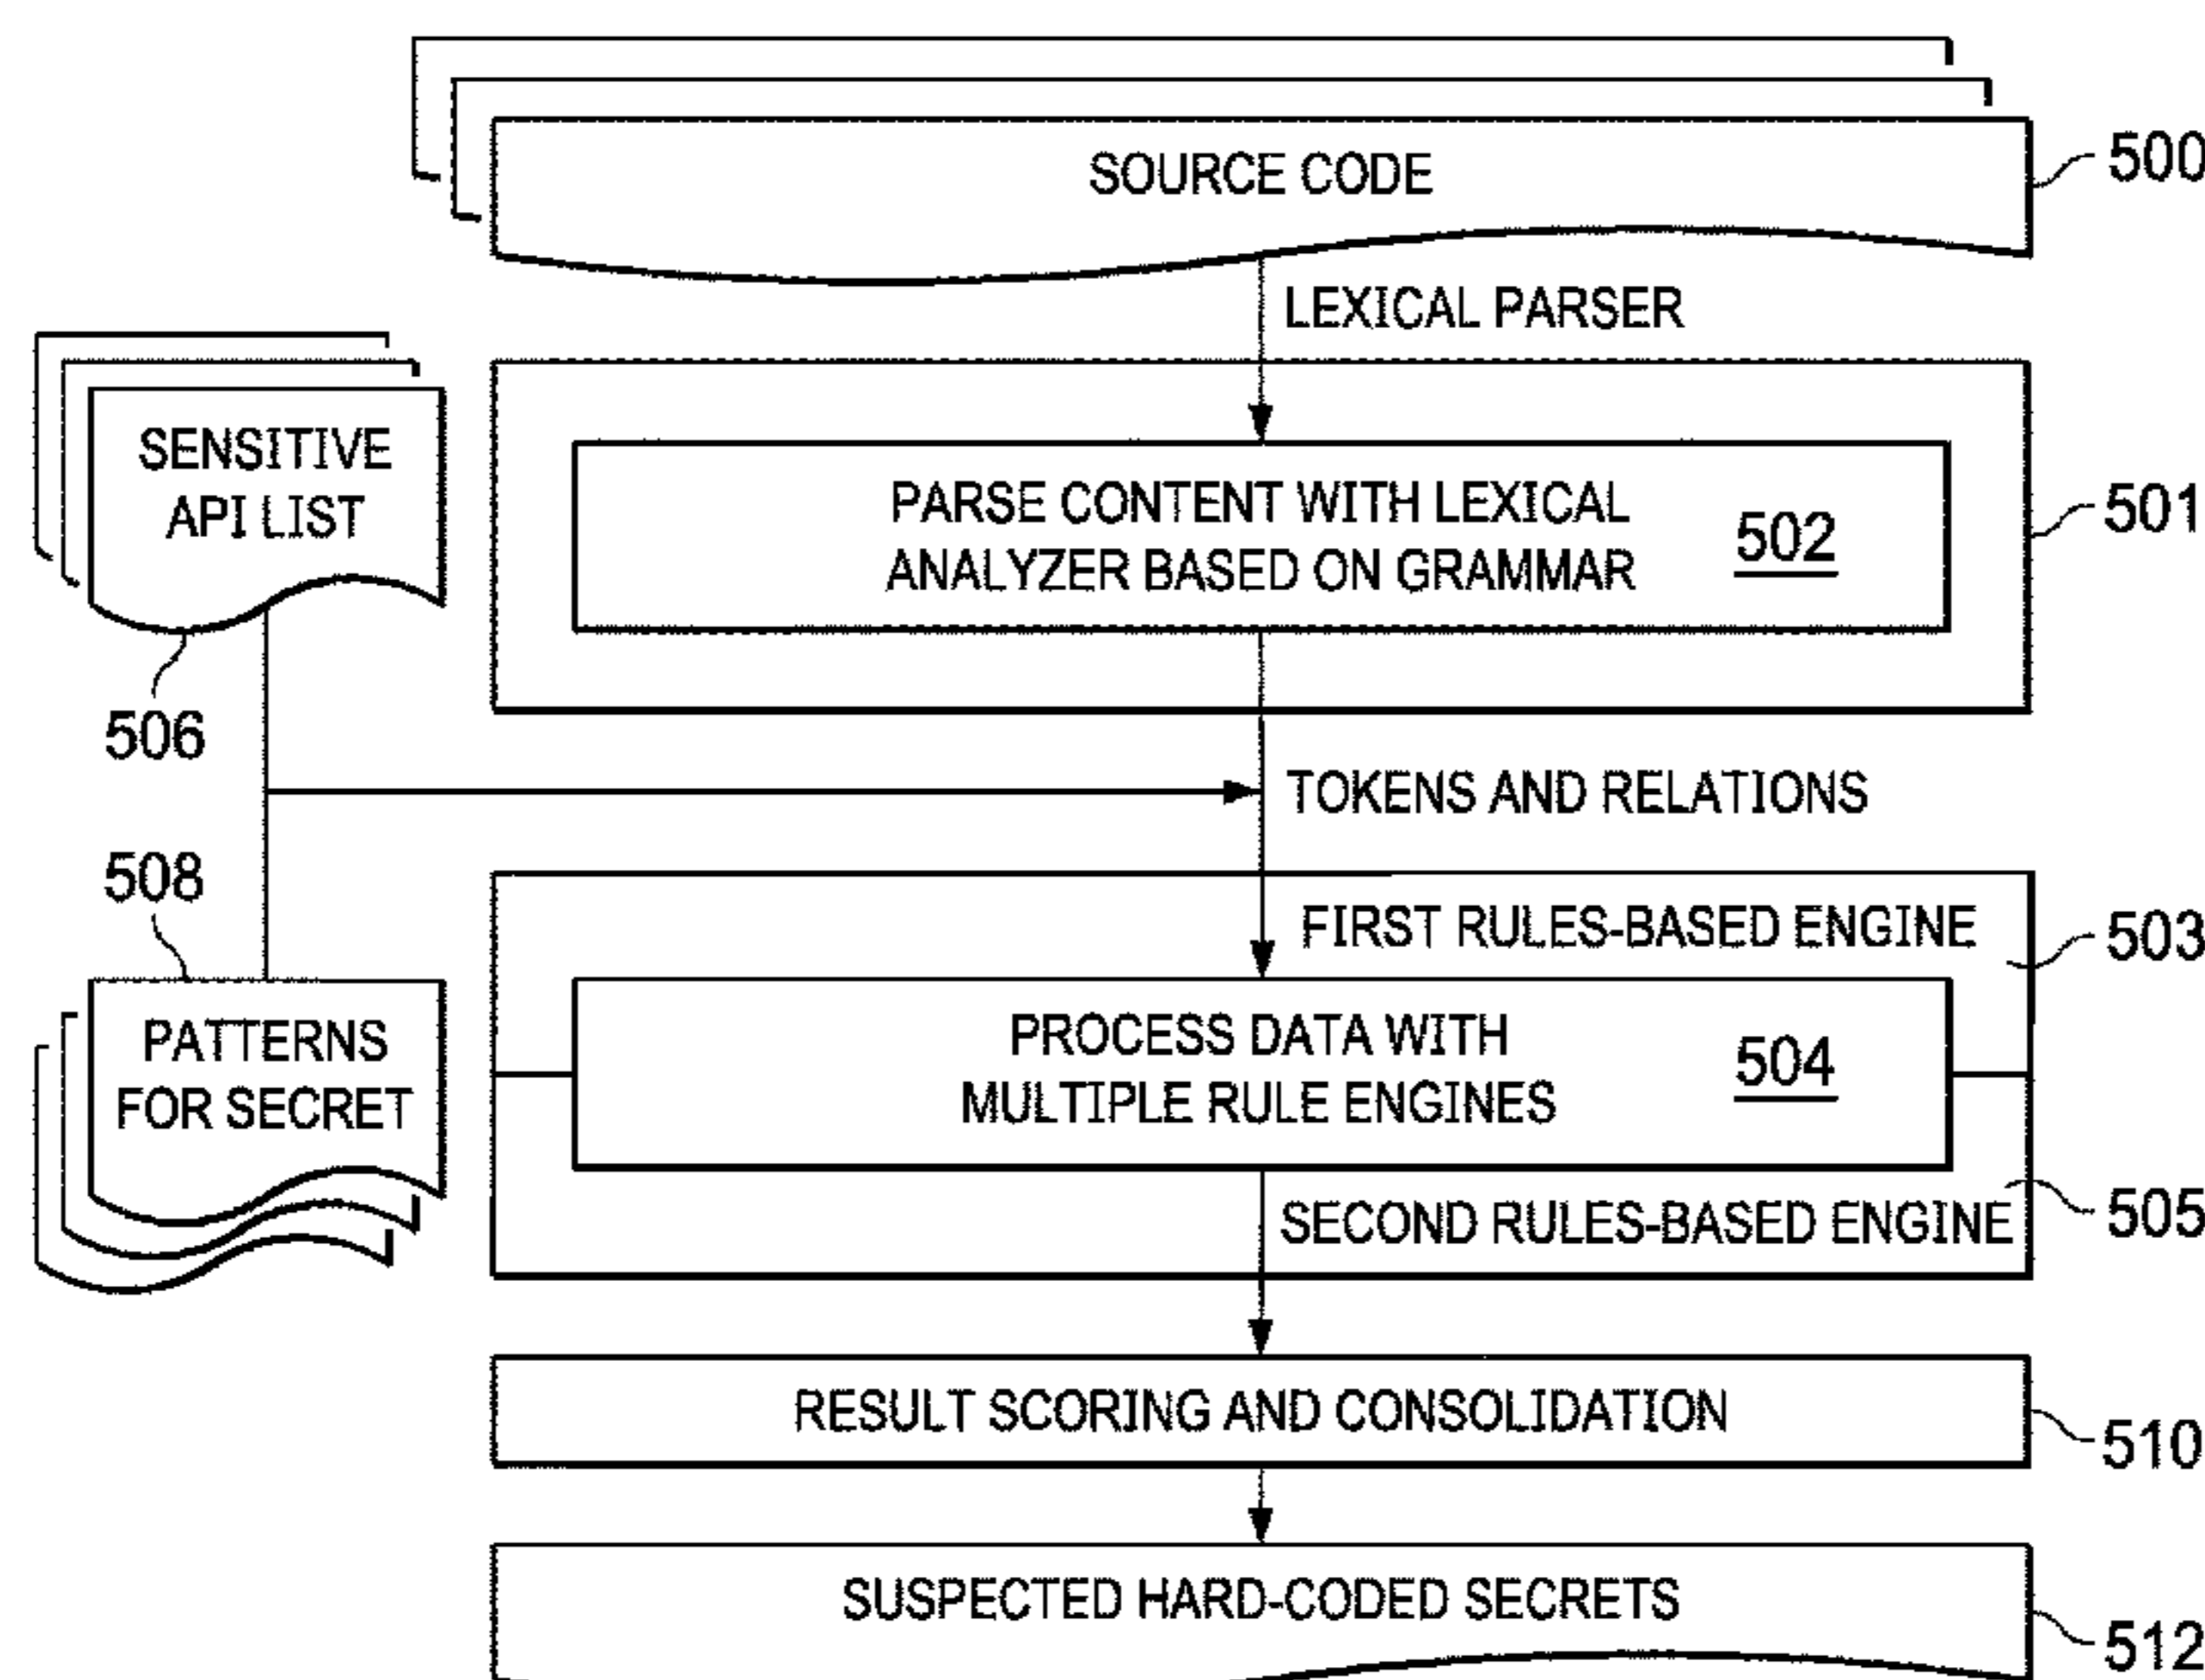 SOURCE CODE
500
LEXICAL PARSER
SENSITIVE
API LIST
506
PARSE CONTENT WITH LEXICAL
ANALYZER BASED ON GRAMMAR
502
501
TOKENS AND RELATIONS
508
PATTERNS
FOR SECRET
FIRST RULES-BASED ENGINE
503
PROCESS DATA WITH
MULTIPLE RULE ENGINES
504
SECOND RULES-BASED ENGINE
505
RESULT SCORING AND CONSOLIDATION
510
SUSPECTED HARD-CODED SECRETS
512